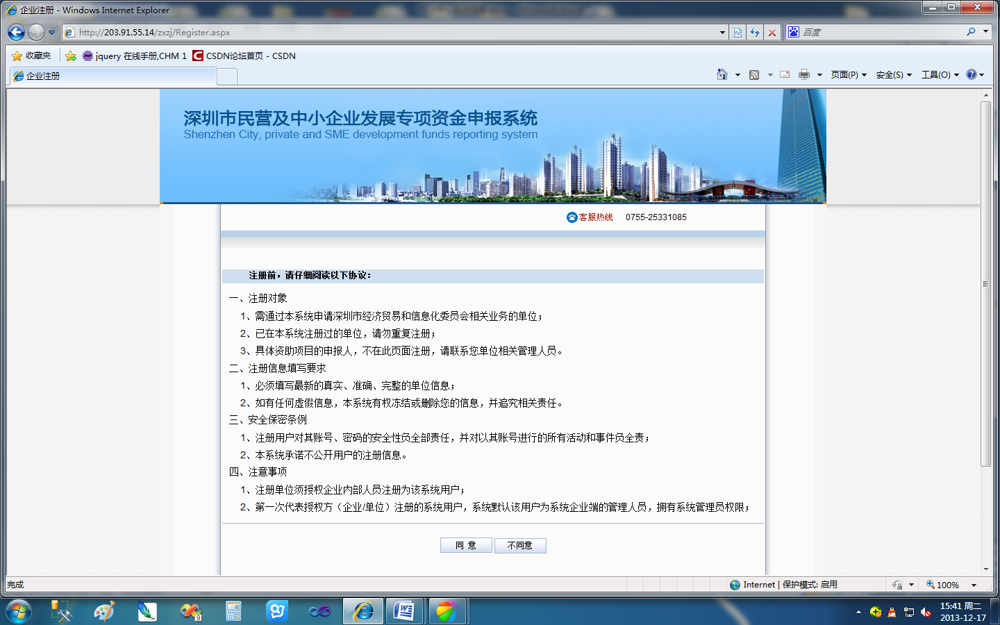 企业注册 - Windows Internet Explorer
http://203.91.55.14/zxzj/Register.aspx
百度
收藏夹
jquery 在线手册,CHM 1
CSDN论坛首页 - CSDN
企业注册
页面(P)
安全(S)
工具(O)
深圳市民营及中小企业发展专项资金申报系统
Shenzhen City, private and SME development funds reporting system
客服热线 0755-25331085
注册前，请仔细阅读以下协议：
一、注册对象
1、需通过本系统申请深圳市经济贸易和信息化委员会相关业务的单位；
2、已在本系统注册过的单位，请勿重复注册；
3、具体资助项目的申报人，不在此页面注册，请联系您单位相关管理人员。
二、注册信息填写要求
1、必须填写最新的真实、准确、完整的单位信息；
2、如有任何虚假信息，本系统有权冻结或删除您的信息，并追究相关责任。
三、安全保密条例
1、注册用户对其账号、密码的安全性负全部责任，并对以其账号进行的所有活动和事件负全责；
2、本系统承诺不公开用户的注册信息。
四、注意事项
1、注册单位须授权企业内部人员注册为该系统用户；
2、第一次代表授权方（企业/单位）注册的系统用户，系统默认该用户为系统企业端的管理人员，拥有系统管理员权限；
同 意
不同意
完成
Internet | 保护模式: 启用
100%
15:41 周二
2013-12-17